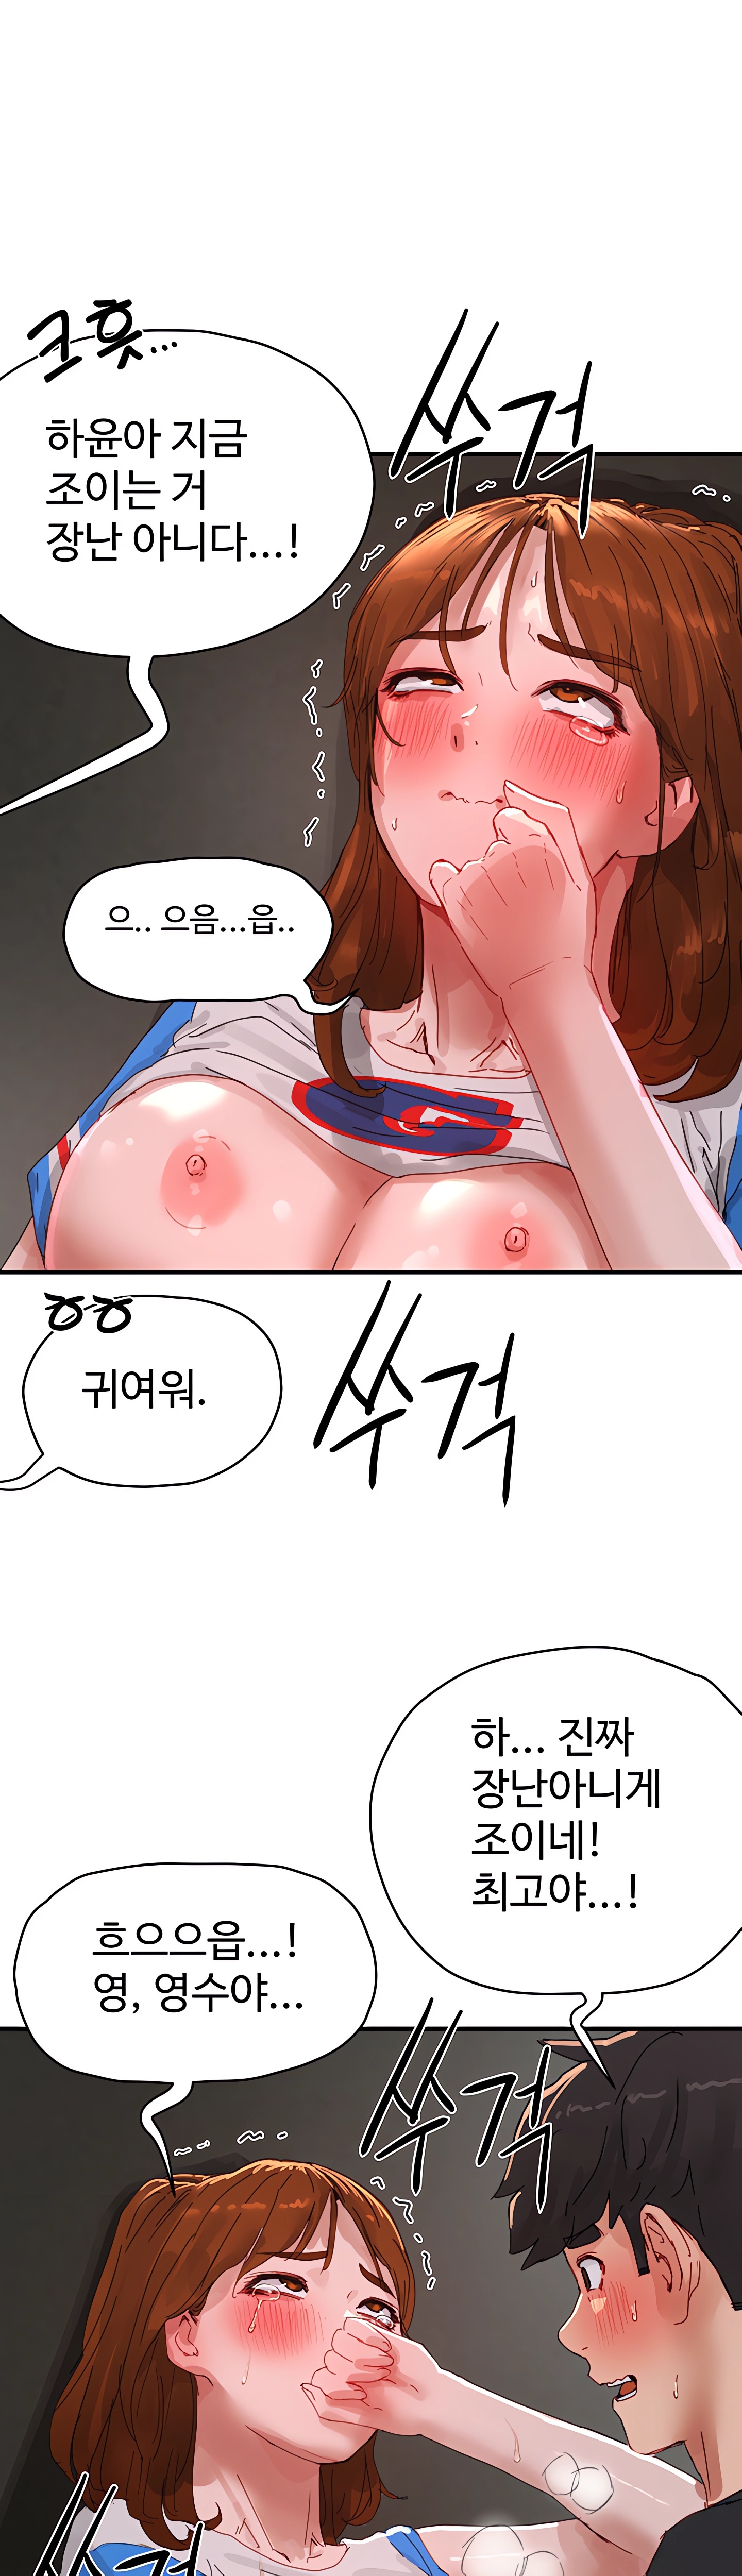 크흣...
하윤아 지금
조이는 거
장난 아니다...!
쑤걱
으.. 으음...읍..
ㅎㅎ
귀여워.
쑤걱
하... 진짜
장난아니게
조이네!
최고야...!
흐으으읍...!
영, 영수야...
쑤걱
쑤걱